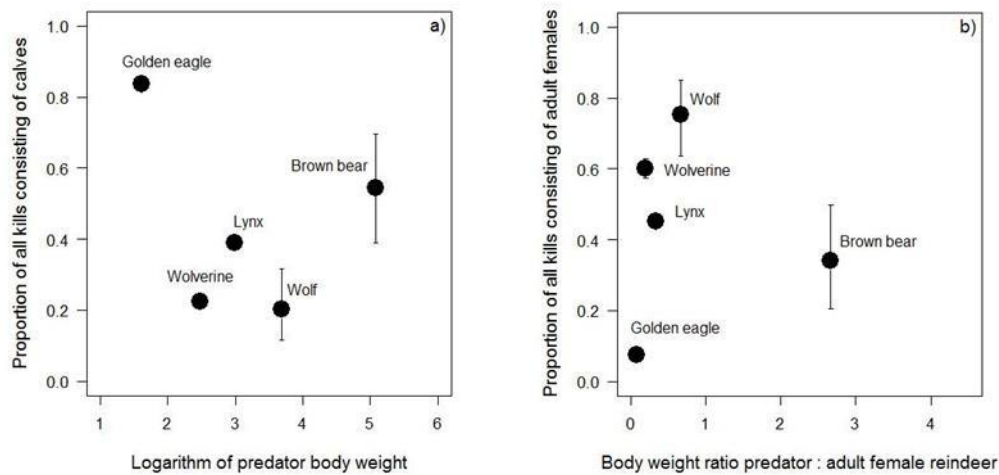 a)
Proportion of all kills consisting of calves
1.0
0.8
0.6
0.4
0.2
0.0
Golden eagle
Brown bear
Lynx
Wolverine
Wolf
1 2 3 4 5 6
Logarithm of predator body weight
b)
Proportion of all kills consisting of adult females
1.0
0.8
0.6
0.4
0.2
0.0
Wolf
Wolverine
Lynx
Brown bear
Golden eagle
0 1 2 3 4
Body weight ratio predator : adult female reindeer